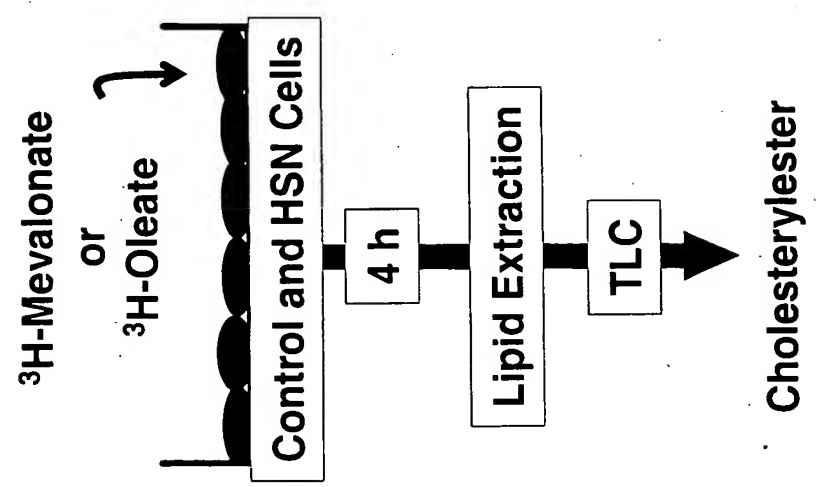 ³H-Mevalonate
or
³H-Oleate
Control and HSN Cells
4 h
Lipid Extraction
TLC
Cholesterylester